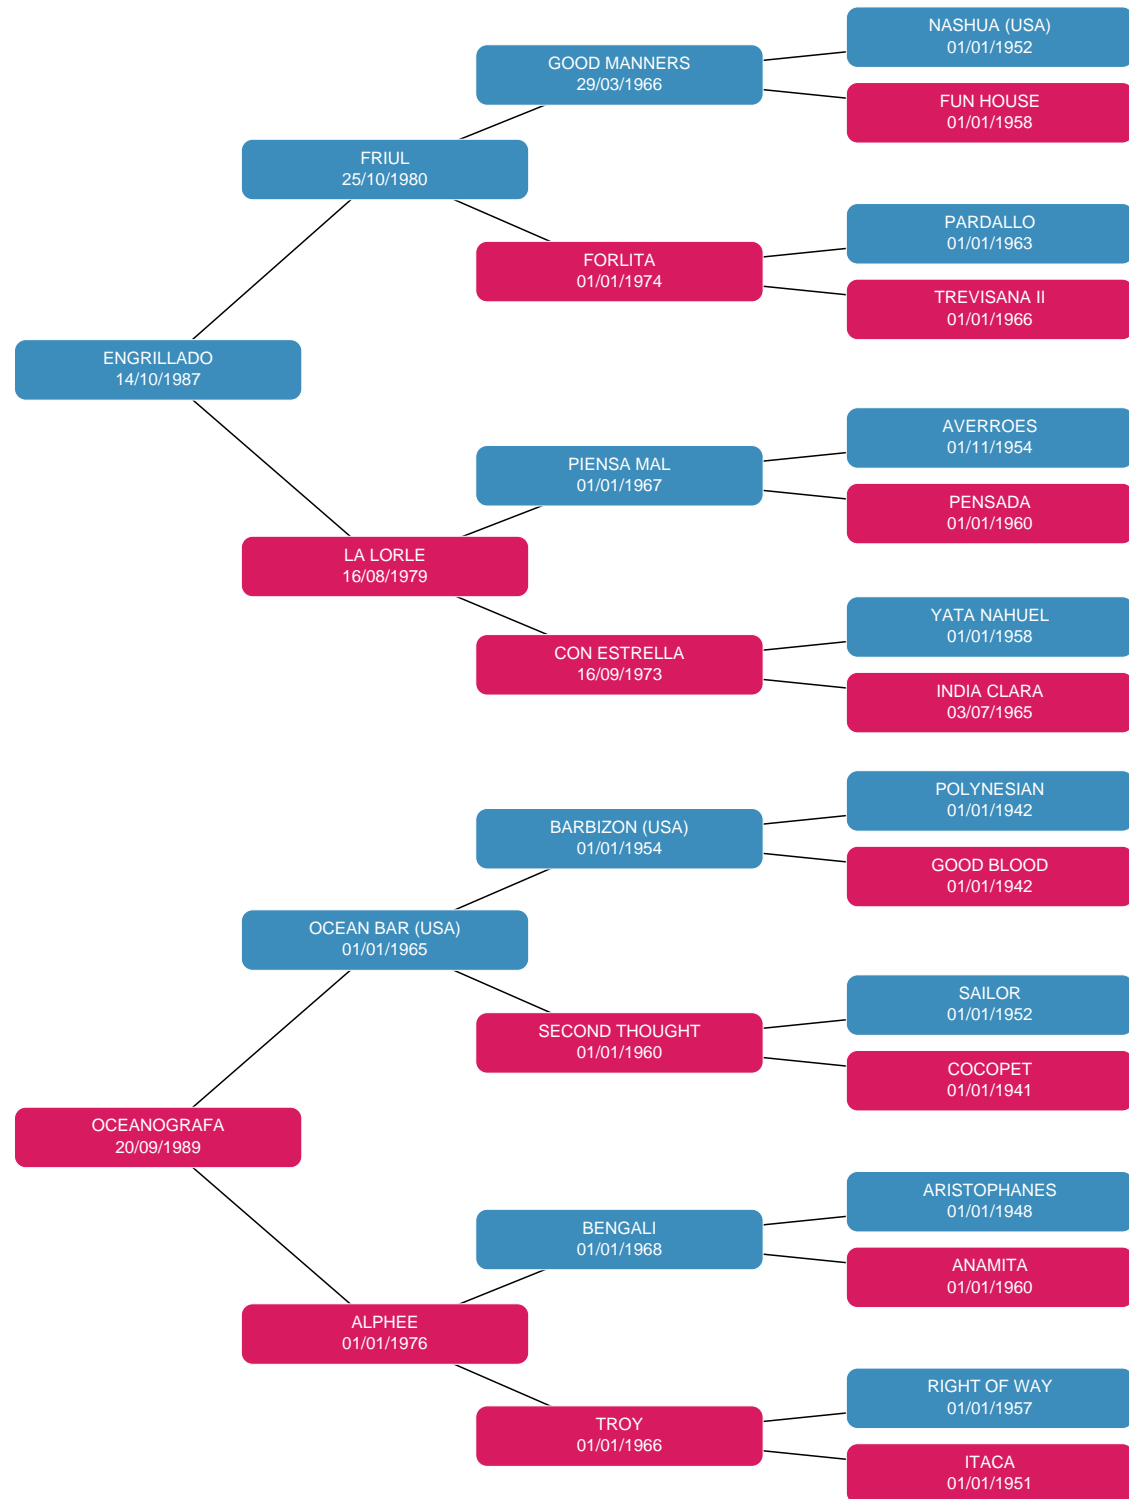 NASHUA (USA)
01/01/1952
GOOD MANNERS
29/03/1966
FUN HOUSE
01/01/1958
FRIUL
25/10/1980
PARDALLO
01/01/1963
FORLITA
01/01/1974
TREVISANA II
01/01/1966
ENGRILLADO
14/10/1987
AVERROES
01/11/1954
PIENSA MAL
01/01/1967
PENSADA
01/01/1960
LA LORLE
16/08/1979
YATA NAHUEL
01/01/1958
CON ESTRELLA
16/09/1973
INDIA CLARA
03/07/1965
POLYNESIAN
01/01/1942
BARBIZON (USA)
01/01/1954
GOOD BLOOD
01/01/1942
OCEAN BAR (USA)
01/01/1965
SAILOR
01/01/1952
SECOND THOUGHT
01/01/1960
COCOPET
01/01/1941
OCEANOGRAFA
20/09/1989
ARISTOPHANES
01/01/1948
BENGALI
01/01/1968
ANAMITA
01/01/1960
ALPHEE
01/01/1976
RIGHT OF WAY
01/01/1957
TROY
01/01/1966
ITACA
01/01/1951